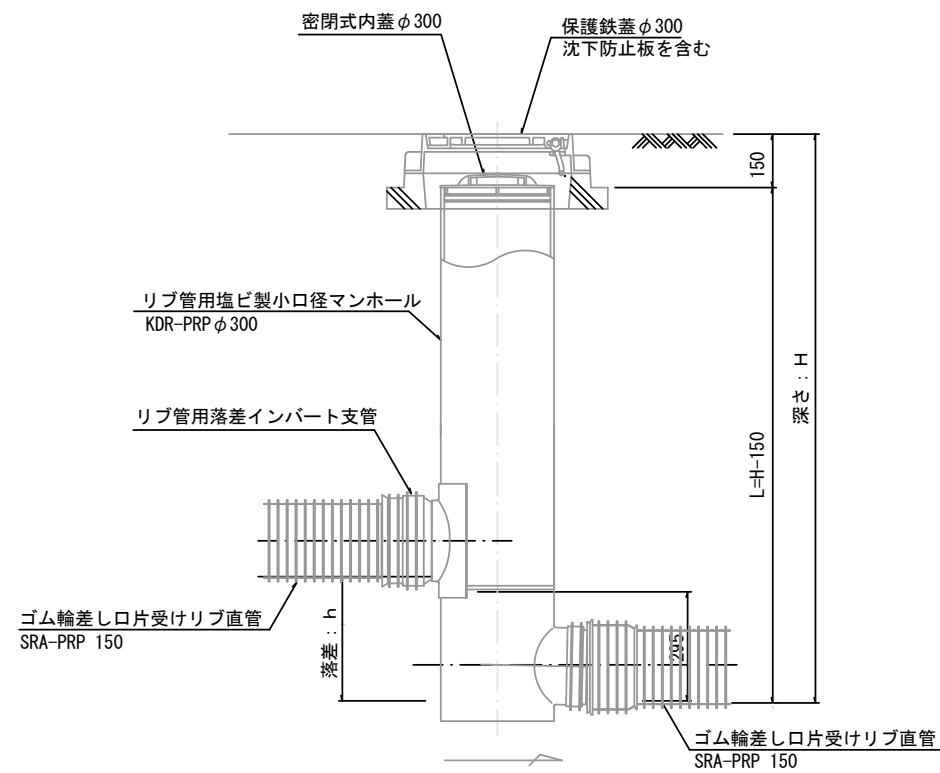 密閉式内蓋φ300
保護鉄蓋φ300
沈下防止板を含む
150
リブ管用塩ビ製小口径マンホール
KDR-PRPφ300
深さ：H
L=H-150
リブ管用落差インバート支管
ゴム輪差し口片受けリブ直管
SRA-PRP 150
落差：h
295
ゴム輪差し口片受けリブ直管
SRA-PRP 150